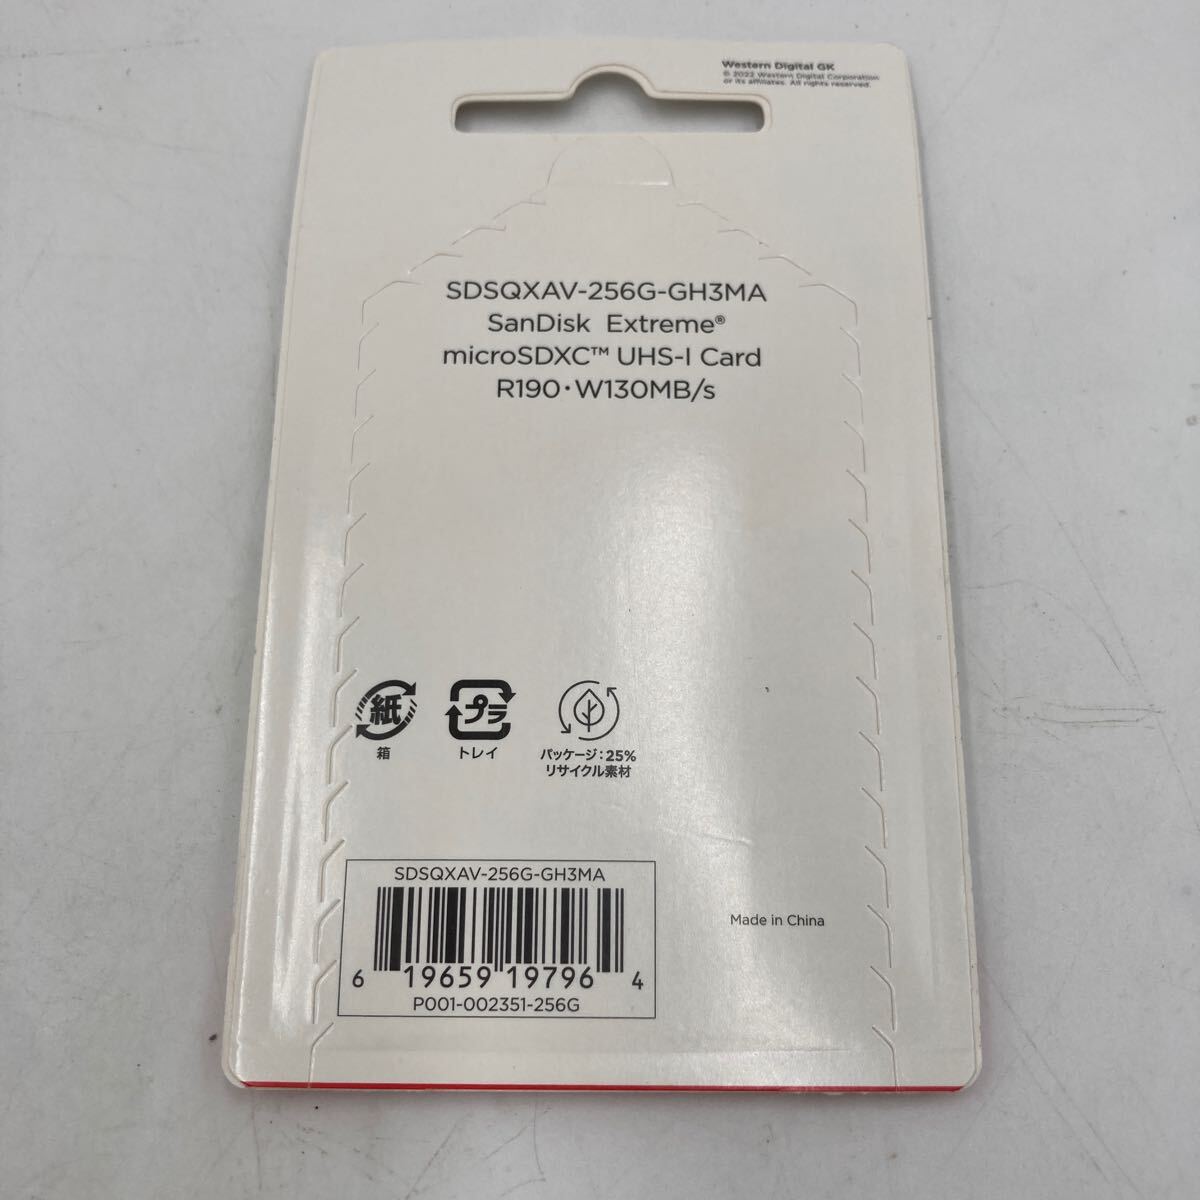 Western Digital GK
© 2022 Western Digital Corporation
or its affiliates. All rights reserved.
SDSQXAV-256G-GH3MA
SanDisk Extreme®
microSDXC™ UHS-I Card
R190・W130MB/s
紙
箱
プラ
トレイ
パッケージ：25%
リサイクル素材
SDSQXAV-256G-GH3MA
6 19659 19796 4
P001-002351-256G
Made in China